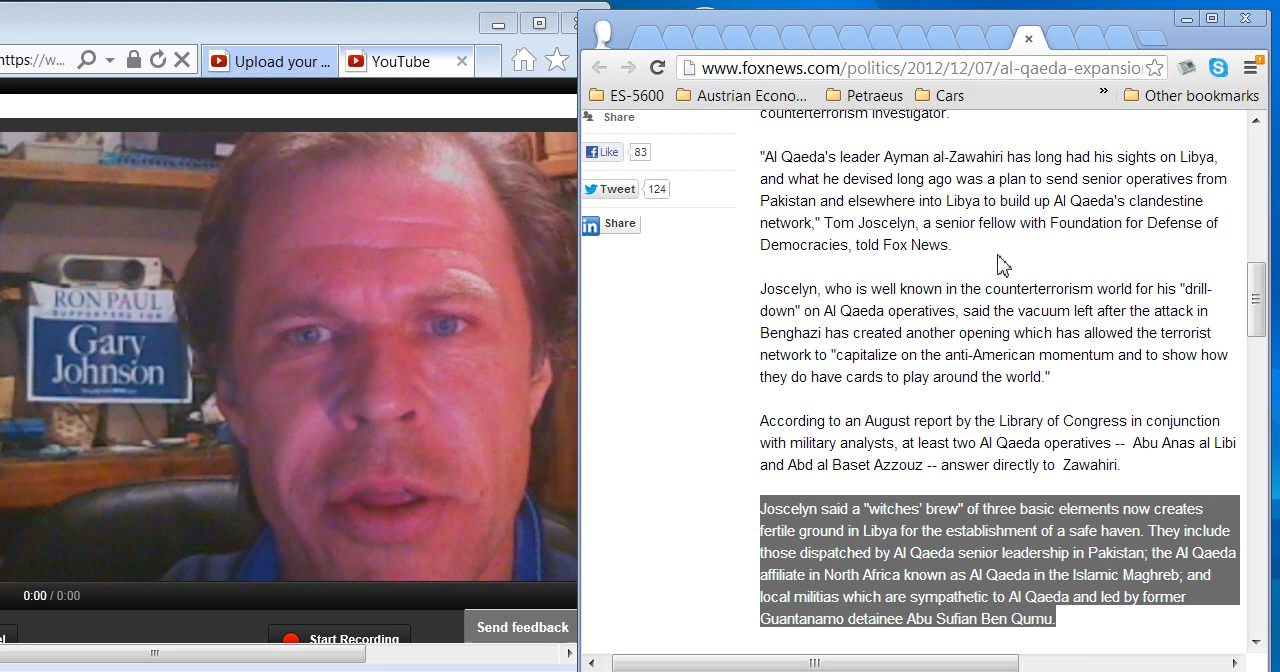 https://w...
Upload your ...
YouTube
www.foxnews.com/politics/2012/12/07/al-qaeda-expansio
ES-5600
Austrian Econo...
Petraeus
Cars
»
Other bookmarks
RON PAUL
SUPPORTERS FOR
Gary
Johnson
0:00 / 0:00
Start Recording
Send feedback
Share
Like 83
Tweet 124
in Share
counterterrorism investigator.
"Al Qaeda's leader Ayman al-Zawahiri has long had his sights on Libya,
and what he devised long ago was a plan to send senior operatives from
Pakistan and elsewhere into Libya to build up Al Qaeda's clandestine
network," Tom Joscelyn, a senior fellow with Foundation for Defense of
Democracies, told Fox News.
Joscelyn, who is well known in the counterterrorism world for his "drill-
down" on Al Qaeda operatives, said the vacuum left after the attack in
Benghazi has created another opening which has allowed the terrorist
network to "capitalize on the anti-American momentum and to show how
they do have cards to play around the world."
According to an August report by the Library of Congress in conjunction
with military analysts, at least two Al Qaeda operatives -- Abu Anas al Libi
and Abd al Baset Azzouz -- answer directly to Zawahiri.
Joscelyn said a "witches' brew" of three basic elements now creates
fertile ground in Libya for the establishment of a safe haven. They include
those dispatched by Al Qaeda senior leadership in Pakistan; the Al Qaeda
affiliate in North Africa known as Al Qaeda in the Islamic Maghreb; and
local militias which are sympathetic to Al Qaeda and led by former
Guantanamo detainee Abu Sufian Ben Qumu.